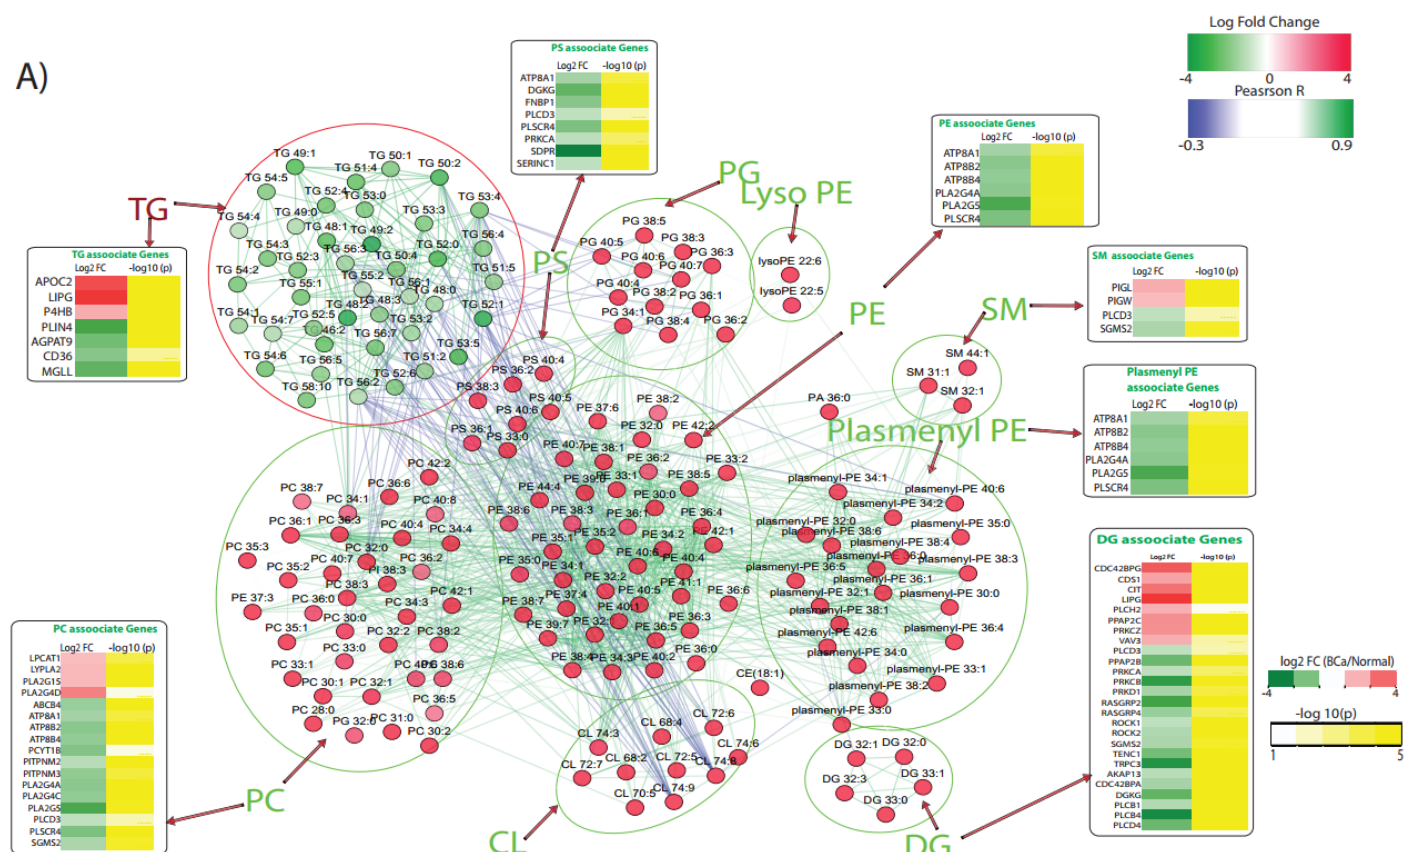 A)
Log Fold Change
-4
0
4
Peasrson R
-0.3
0.9
PS assoociate Genes
Log2 FC
-log10 (p)
ATP8A1
DGKG
FNBP1
PLCD3
PLSCR4
PRKCA
SDPR
SERINC1
PE assoociate Genes
Log2 FC
-log10 (p)
ATP8A1
ATP8B2
ATP8B4
PLA2G4A
PLA2G5
PLSCR4
TG
TG assoociate Genes
Log2 FC
-log10 (p)
APOC2
LIPG
P4HB
PLIN4
AGPAT9
CD36
MGLL
TG 49:1
TG 50:1
TG 51:4
TG 50:2
TG 54:5
TG 52:4
TG 53:0
TG 53:4
TG 54:4
TG 49:0
TG 53:3
TG 48:1
TG 49:2
TG 56:4
TG 54:3
TG 56:3
TG 52:0
TG 52:3
TG 50:4
TG 54:2
TG 55:2
TG 51:5
TG 55:1
TG 56:1
TG 48:3
TG 48:0
TG 48:2
TG 52:1
TG 54:1
TG 52:5
TG 54:7
TG 46:2
TG 53:2
TG 56:7
TG 53:5
TG 54:6
TG 56:5
TG 51:2
TG 52:6
TG 56:2
TG 58:10
PG
Lyso PE
PG 38:5
PG 40:5
PG 38:3
PG 36:3
PG 40:6
PG 40:7
PG 40:4
PG 38:2
PG 36:1
PG 34:1
PG 38:4
PG 36:2
lysoPE 22:6
lysoPE 22:5
PS
PE
SM
SM assoociate Genes
Log2 FC
-log10 (p)
PIGL
PIGW
PLCD3
SGMS2
SM 44:1
SM 31:1
SM 32:1
PS 40:4
PS 36:2
PS 38:3
PS 40:5
PS 40:6
PS 36:1
PS 33:0
PA 36:0
Plasmenyl PE
Plasmenyl PE
assoociate Genes
Log2 FC
-log10 (p)
ATP8A1
ATP8B2
ATP8B4
PLA2G4A
PLA2G5
PLSCR4
PE 38:2
PE 37:6
PE 32:0
PE 42:2
PE 40:7
PE 38:1
PE 36:2
PE 33:2
PE 33:1
PE 38:5
PE 44:4
PE 30:0
PE 38:6
PE 38:3
PE 36:1
PE 36:4
PE 35:2
PE 34:2
PE 42:1
PE 35:1
PE 35:0
PE 34:1
PE 40:4
PE 32:2
PE 40:5
PE 41:1
PE 37:4
PE 40:1
PE 36:6
PE 38:7
PE 36:5
PE 36:3
PE 39:7
PE 38:4
PE 34:3
PE 40:2
PE 36:0
PC 42:2
PC 38:7
PC 36:6
PC 34:1
PC 40:8
PC 36:1
PC 36:3
PC 40:4
PC 34:4
PC 35:3
PC 32:0
PC 40:7
PC 36:2
PC 35:2
PI 38:3
PC 38:3
PC 42:1
PE 37:3
PC 36:0
PC 34:3
PC 30:0
PC 35:1
PC 32:2
PC 38:2
PC 33:0
PC 33:1
PC 38:6
PC 30:1
PC 32:1
PC 36:5
PC 28:0
PC 31:0
PC 30:2
plasmenyl-PE 34:1
plasmenyl-PE 40:6
plasmenyl-PE 34:2
plasmenyl-PE 32:0
plasmenyl-PE 35:0
plasmenyl-PE 38:6
plasmenyl-PE 38:4
plasmenyl-PE 36:0
plasmenyl-PE 38:3
plasmenyl-PE 36:5
plasmenyl-PE 36:1
plasmenyl-PE 32:1
plasmenyl-PE 30:0
plasmenyl-PE 38:1
plasmenyl-PE 42:6
plasmenyl-PE 36:4
plasmenyl-PE 34:0
plasmenyl-PE 33:1
plasmenyl-PE 38:2
plasmenyl-PE 33:0
CE(18:1)
CL 72:6
CL 68:4
CL 74:3
CL 74:6
CL 68:2
CL 72:5
CL 74:8
CL 72:7
CL 74:9
CL 70:5
DG 32:1
DG 32:0
DG 32:3
DG 33:1
DG 33:0
PC
CL
DG
PC assoociate Genes
Log2 FC
-log10 (p)
LPCAT1
LYPLA2
PLA2G15
PLA2G4D
ABCB4
ATP8A1
ATP8B2
ATP8B4
PCYT1B
PITPNM2
PITPNM3
PLA2G4A
PLA2G4C
PLA2G5
PLCD3
PLSCR4
SGMS2
DG assoociate Genes
Log2 FC
-log10 (p)
CDC42BPG
CDS1
CIT
LIPG
PLCH2
PPAP2C
PRKCZ
VAV3
PLCD3
PPAP2B
PRKCA
PRKCB
PRKD1
RASGRP2
RASGRP4
ROCK1
ROCK2
SGMS2
TENC1
TRPC3
AKAP13
CDC42BPA
DGKG
PLCB1
PLCB4
PLCD4
log2 FC (BCa/Normal)
-4
4
-log 10(p)
1
5